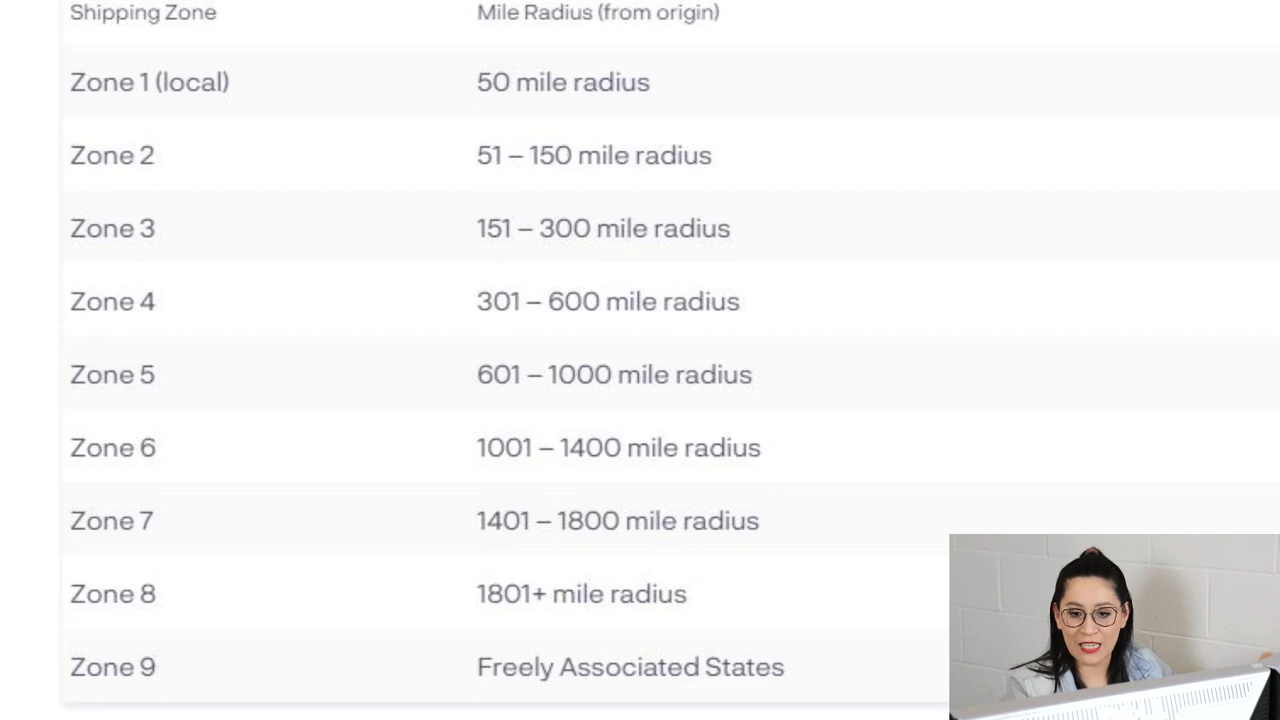 Shipping Zone Mile Radius (from origin)
Zone 1 (local) 50 mile radius
Zone 2 51 – 150 mile radius
Zone 3 151 – 300 mile radius
Zone 4 301 – 600 mile radius
Zone 5 601 – 1000 mile radius
Zone 6 1001 – 1400 mile radius
Zone 7 1401 – 1800 mile radius
Zone 8 1801+ mile radius
Zone 9 Freely Associated States